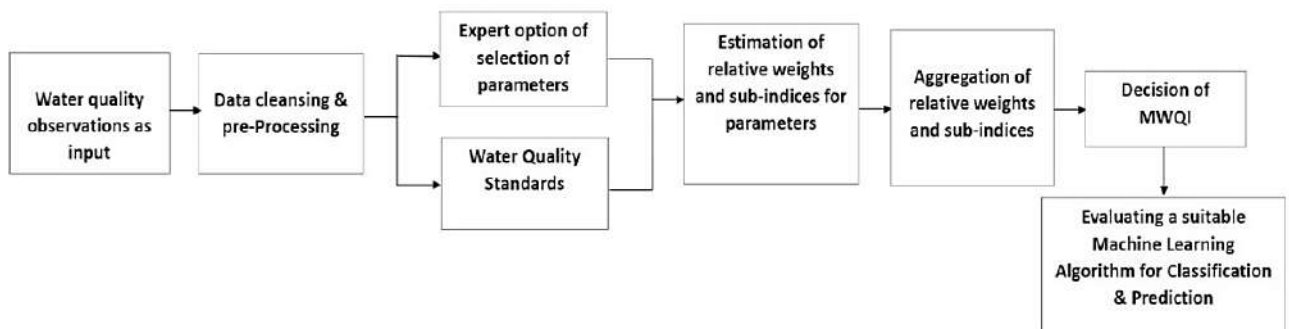 Water quality
observations as
input
Data cleansing &
pre-Processing
Expert option of
selection of
parameters
Water Quality
Standards
Estimation of
relative weights
and sub-indices for
parameters
Aggregation of
relative weights
and sub-indices
Decision of
MWQI
Evaluating a suitable
Machine Learning
Algorithm for Classification
& Prediction